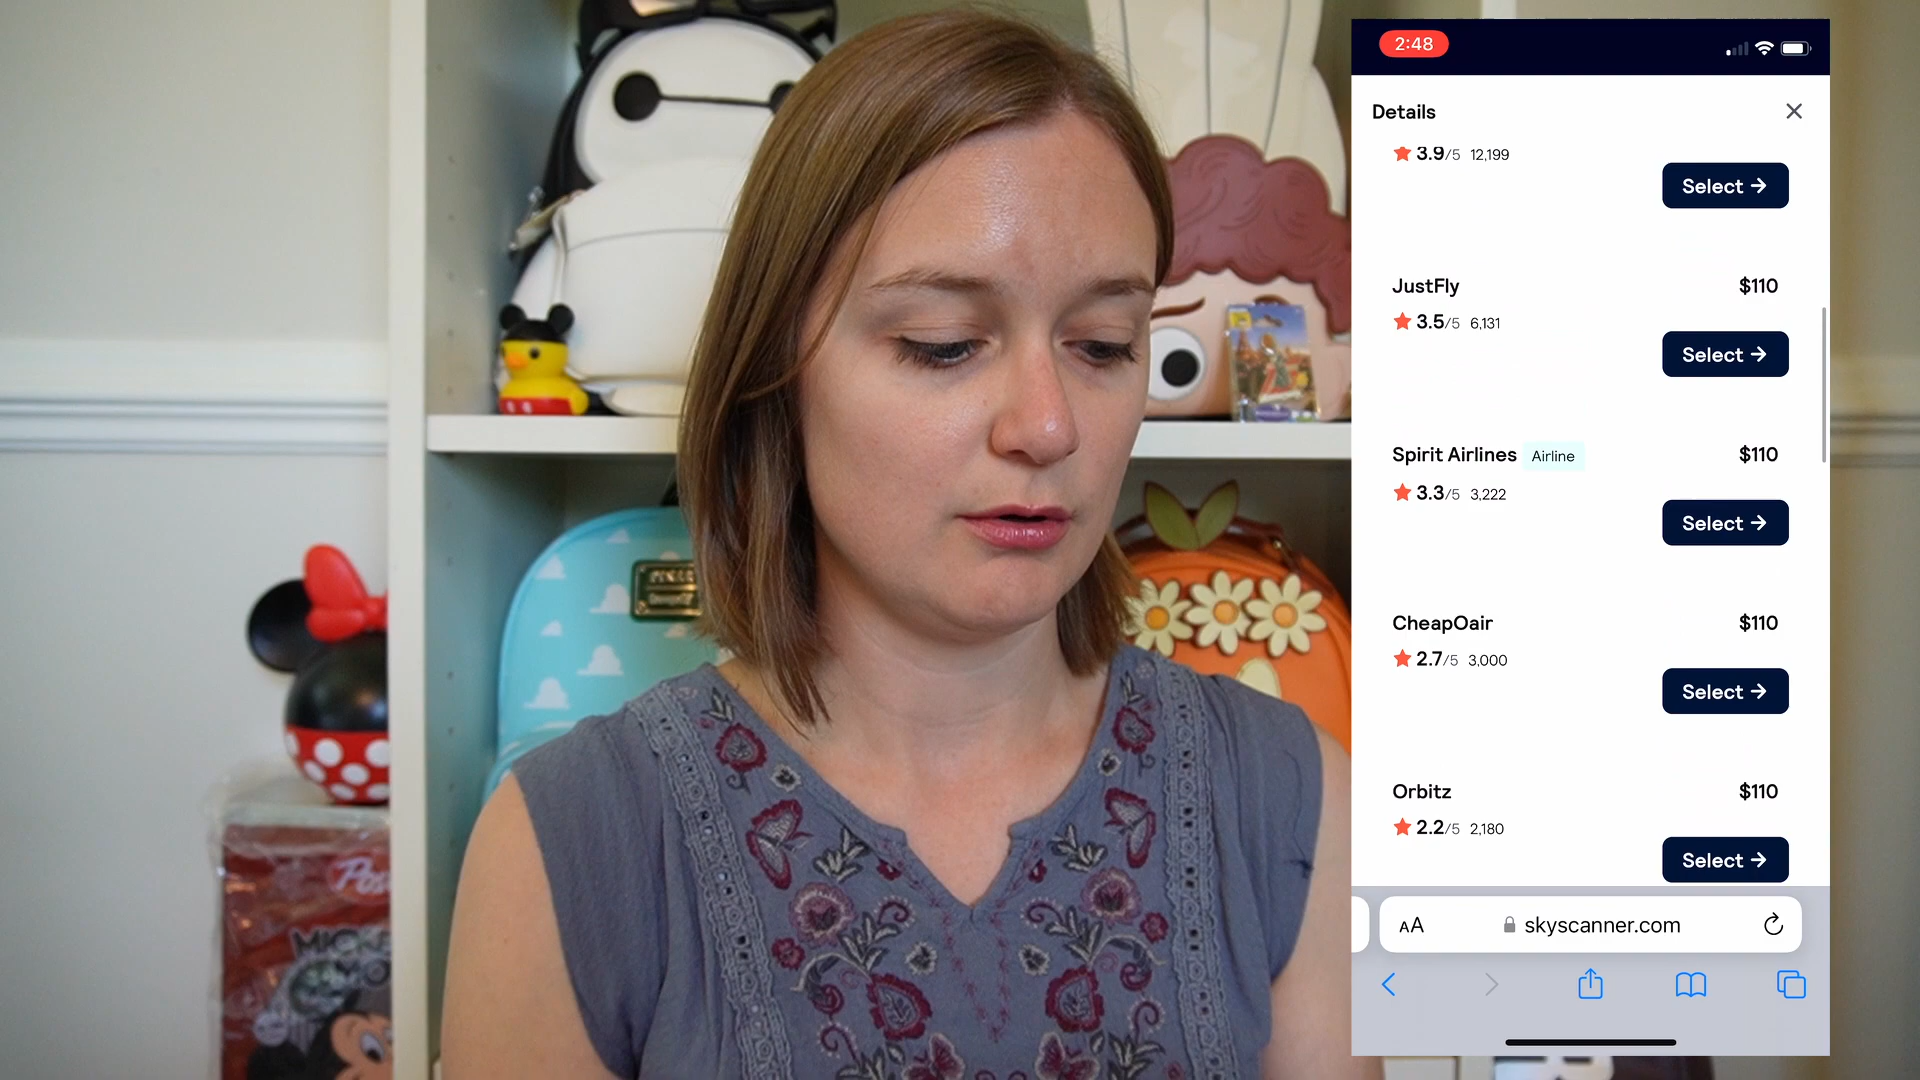 2:48
Details
3.9/5 12,199
Select →
JustFly $110
3.5/5 6,131
Select →
Spirit Airlines Airline $110
3.3/5 3,222
Select →
CheapOair $110
2.7/5 3,000
Select →
Orbitz $110
2.2/5 2,180
Select →
AA skyscanner.com